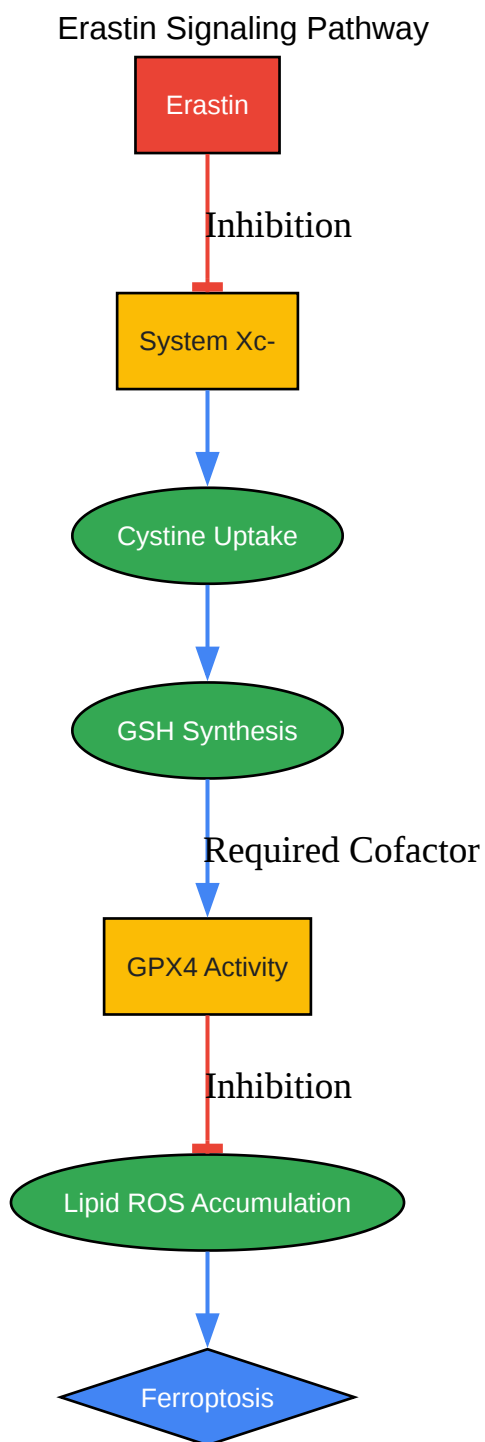 Erastin Signaling Pathway
Erastin
Inhibition
System Xc-
Cystine Uptake
GSH Synthesis
Required Cofactor
GPX4 Activity
Inhibition
Lipid ROS Accumulation
Ferroptosis